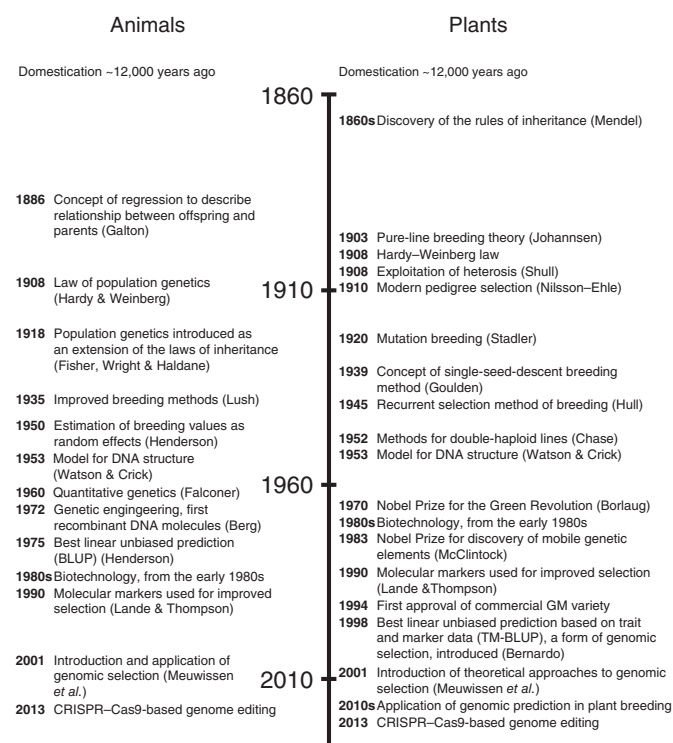 Animals
Domestication ~12,000 years ago
1886 Concept of regression to describe
relationship between offspring and
parents (Galton)
1908 Law of population genetics
(Hardy & Weinberg)
1918 Population genetics introduced as
an extension of the laws of inheritance
(Fisher, Wright & Haldane)
1935 Improved breeding methods (Lush)
1950 Estimation of breeding values as
random effects (Henderson)
1953 Model for DNA structure
(Watson & Crick)
1960 Quantitative genetics (Falconer)
1972 Genetic engingeering, first
recombinant DNA molecules (Berg)
1975 Best linear unbiased prediction
(BLUP) (Henderson)
1980s Biotechnology, from the early 1980s
1990 Molecular markers used for improved
selection (Lande & Thompson)
2001 Introduction and application of
genomic selection (Meuwissen
et al.)
2013 CRISPR–Cas9-based genome editing
1860
1910
1960
2010
Plants
Domestication ~12,000 years ago
1860s Discovery of the rules of inheritance (Mendel)
1903 Pure-line breeding theory (Johannsen)
1908 Hardy–Weinberg law
1908 Exploitation of heterosis (Shull)
1910 Modern pedigree selection (Nilsson–Ehle)
1920 Mutation breeding (Stadler)
1939 Concept of single-seed-descent breeding
method (Goulden)
1945 Recurrent selection method of breeding (Hull)
1952 Methods for double-haploid lines (Chase)
1953 Model for DNA structure (Watson & Crick)
1970 Nobel Prize for the Green Revolution (Borlaug)
1980s Biotechnology, from the early 1980s
1983 Nobel Prize for discovery of mobile genetic
elements (McClintock)
1990 Molecular markers used for improved selection
(Lande &Thompson)
1994 First approval of commercial GM variety
1998 Best linear unbiased prediction based on trait
and marker data (TM-BLUP), a form of genomic
selection, introduced (Bernardo)
2001 Introduction of theoretical approaches to genomic
selection (Meuwissen et al.)
2010s Application of genomic prediction in plant breeding
2013 CRISPR–Cas9-based genome editing